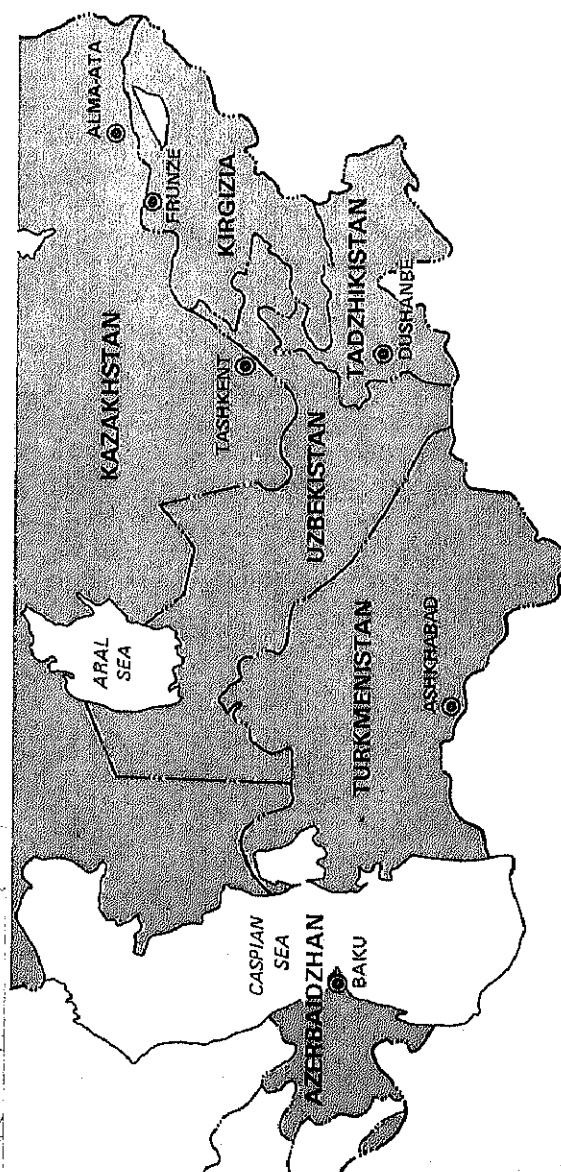 KAZAKHSTAN
ALMA-ATA
FRUNZE
KIRGIZIA
TASHKENT
ARAL
SEA
UZBEKISTAN
TADZHIKISTAN
DUSHANBE
TURKMENISTAN
ASHKHABAD
CASPIAN
SEA
AZERBAIDZHAN
BAKU